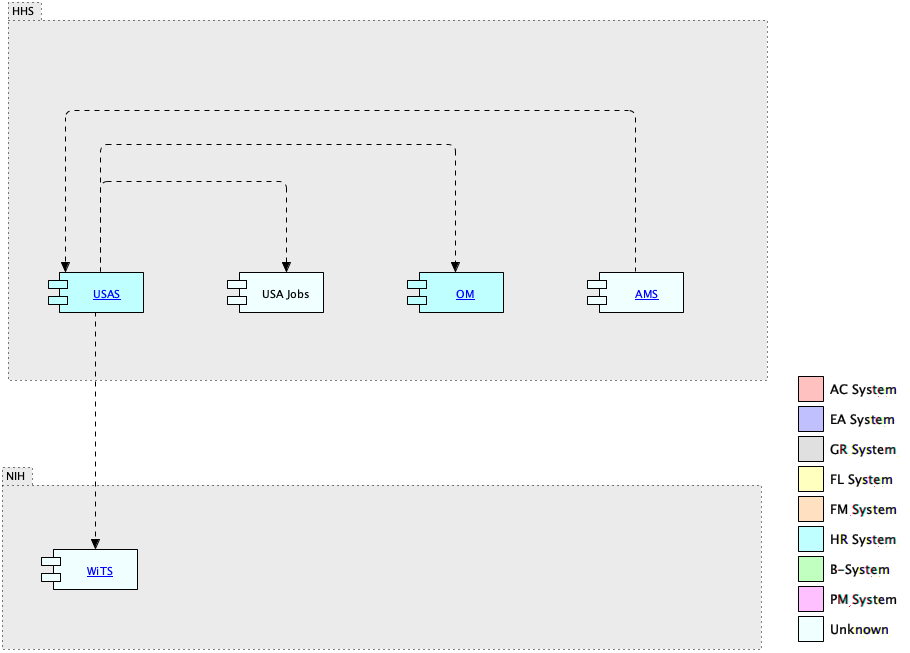 HHS
USAS
USA Jobs
OM
AMS
NIH
WiTS
AC System
EA System
GR System
FL System
FM System
HR System
B-System
PM System
Unknown